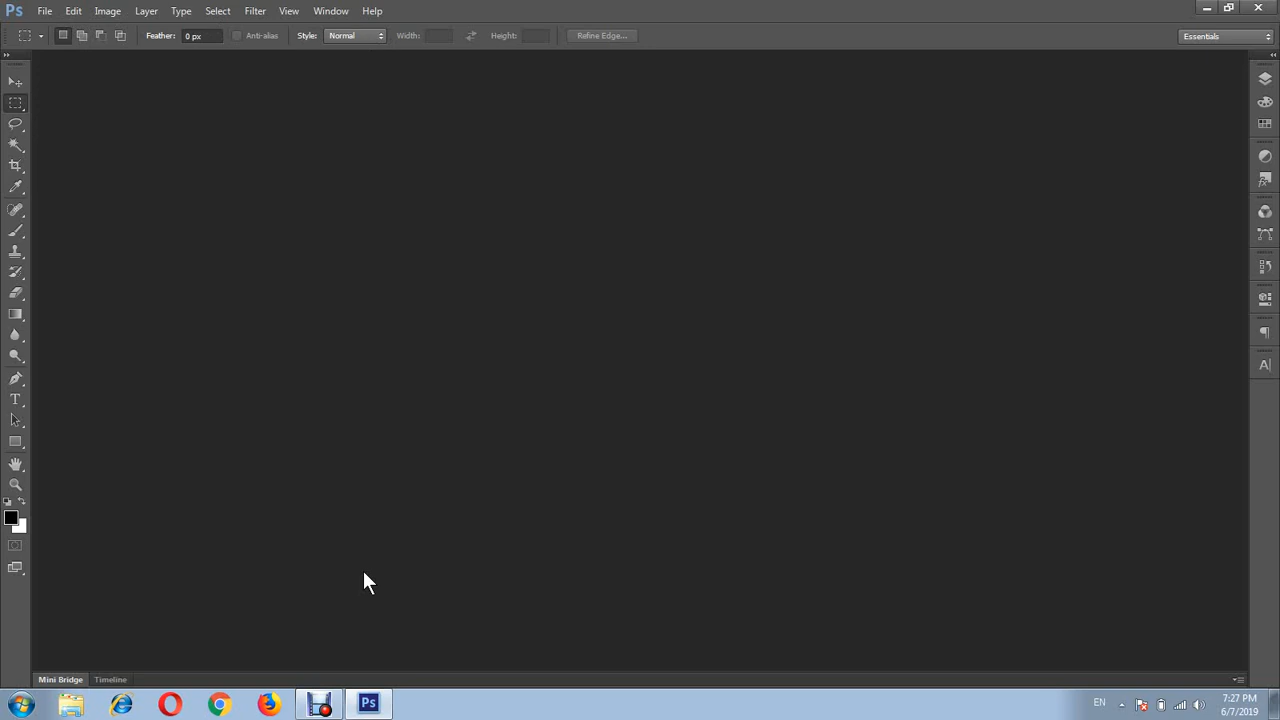 Ps File Edit Image Layer Type Select Filter View Window Help
Feather: 0 px Anti-alias Style: Normal Width: Height: Refine Edge... Essentials
T
A|
Mini Bridge Timeline
Ps EN 7:27 PM
6/7/2019